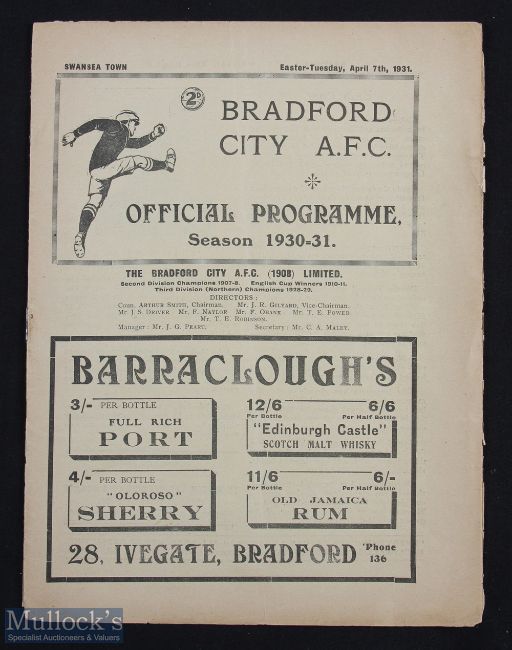 SWANSEA TOWN Easter-Tuesday, April 7th, 1931.
2D
BRADFORD
CITY A.F.C.
OFFICIAL PROGRAMME,
Season 1930-31.
THE BRADFORD CITY A.F.C. (1908) LIMITED.
Second Division Champions 1907-8. English Cup Winners 1910-11.
Third Division (Northern) Champions 1928-29.
DIRECTORS:
Coun. ARTHUR SMITH, Chairman. Mr. J. R. GELYARD, Vice-Chairman.
Mr. J. S. DRIVER Mr. F. NAYLOR Mr. F. OBANK Mr. T. E. POWER
Mr. T. E. ROBINSON.
Manager: Mr. J. G. PEART. Secretary: Mr. C. A. MALEY.
BARRACLOUGH'S
3/- PER BOTTLE
FULL RICH
PORT
12/6 6/6
Per Bottle Per Half Bottle
"Edinburgh Castle"
SCOTCH MALT WHISKY
4/- PER BOTTLE
"OLOROSO"
SHERRY
11/6 6/-
Per Bottle Per Half Bottle
OLD JAMAICA
RUM
28, IVEGATE, BRADFORD 'Phone 136
Mullock's
Specialist Auctioneers & Valuers